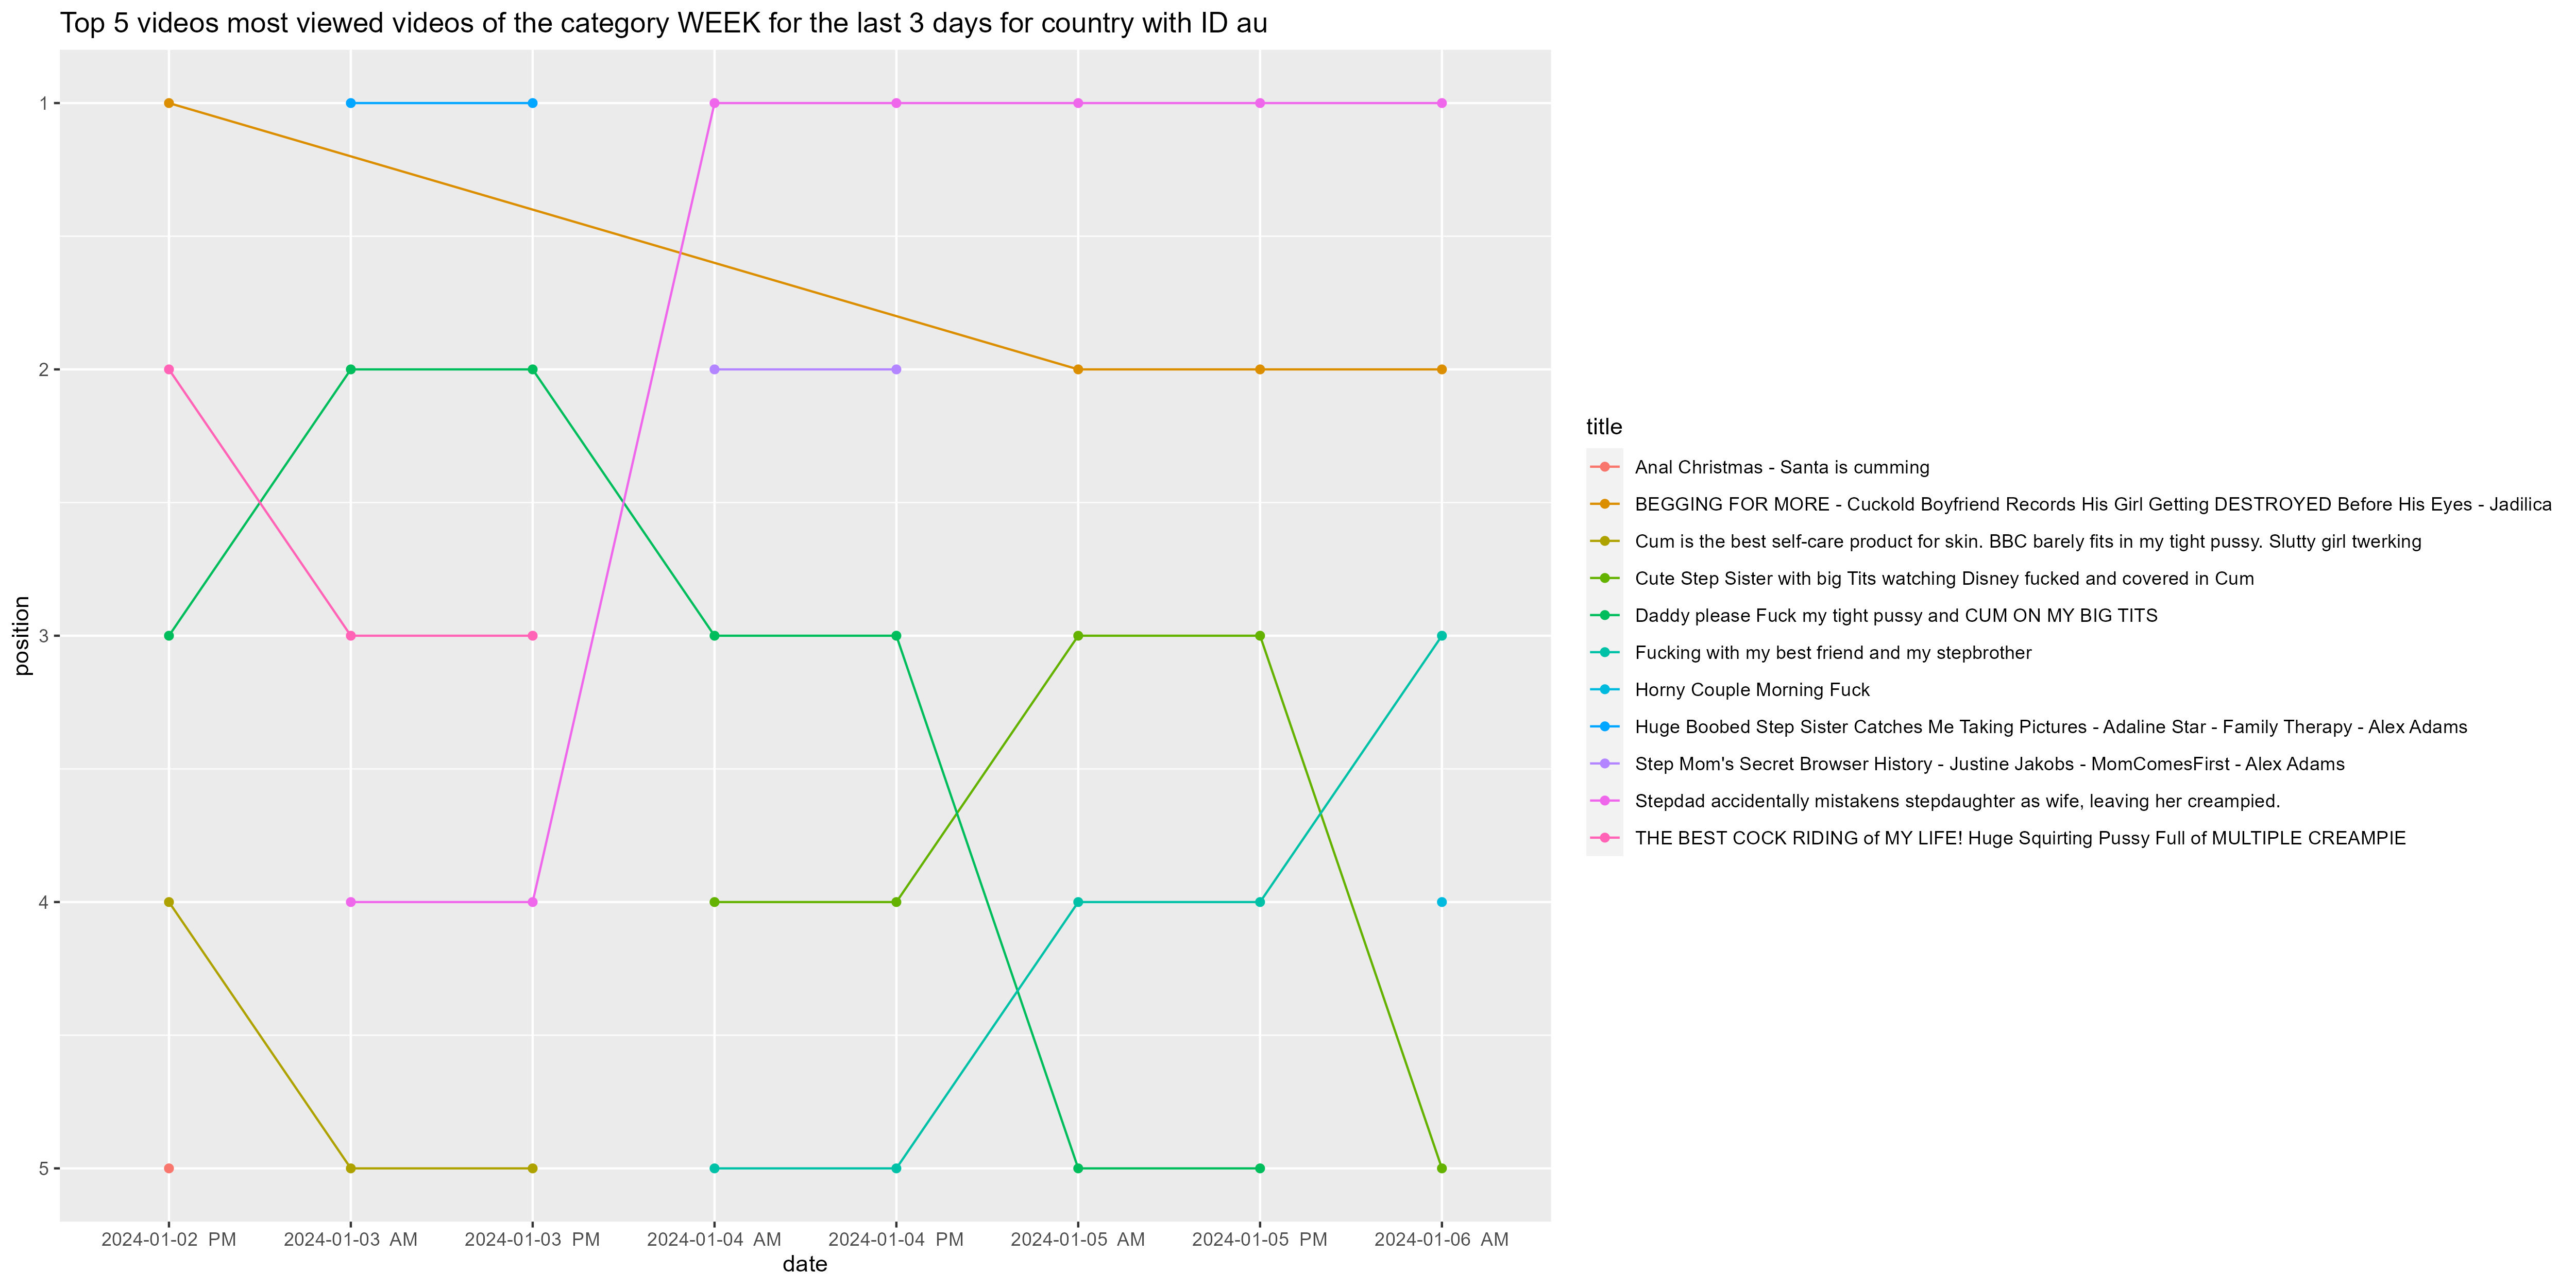 Top 5 videos most viewed videos of the category WEEK for the last 3 days for country with ID au
position
1
2
3
4
5
2024-01-02 PM
2024-01-03 AM
2024-01-03 PM
2024-01-04 AM
2024-01-04 PM
2024-01-05 AM
2024-01-05 PM
2024-01-06 AM
date
title
Anal Christmas - Santa is cumming
BEGGING FOR MORE - Cuckold Boyfriend Records His Girl Getting DESTROYED Before His Eyes - Jadilica
Cum is the best self-care product for skin. BBC barely fits in my tight pussy. Slutty girl twerking
Cute Step Sister with big Tits watching Disney fucked and covered in Cum
Daddy please Fuck my tight pussy and CUM ON MY BIG TITS
Fucking with my best friend and my stepbrother
Horny Couple Morning Fuck
Huge Boobed Step Sister Catches Me Taking Pictures - Adaline Star - Family Therapy - Alex Adams
Step Mom's Secret Browser History - Justine Jakobs - MomComesFirst - Alex Adams
Stepdad accidentally mistakens stepdaughter as wife, leaving her creampied.
THE BEST COCK RIDING of MY LIFE! Huge Squirting Pussy Full of MULTIPLE CREAMPIE